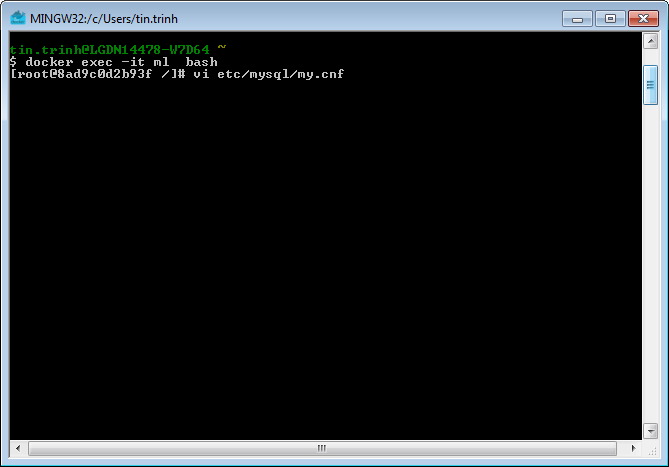 MINGW32:/c/Users/tin.trinh
tin.trinh@LGDN14478-W7D64 ~
$ docker exec -it ml  bash
[root@8ad9c0d2b93f /]# vi etc/mysql/my.cnf